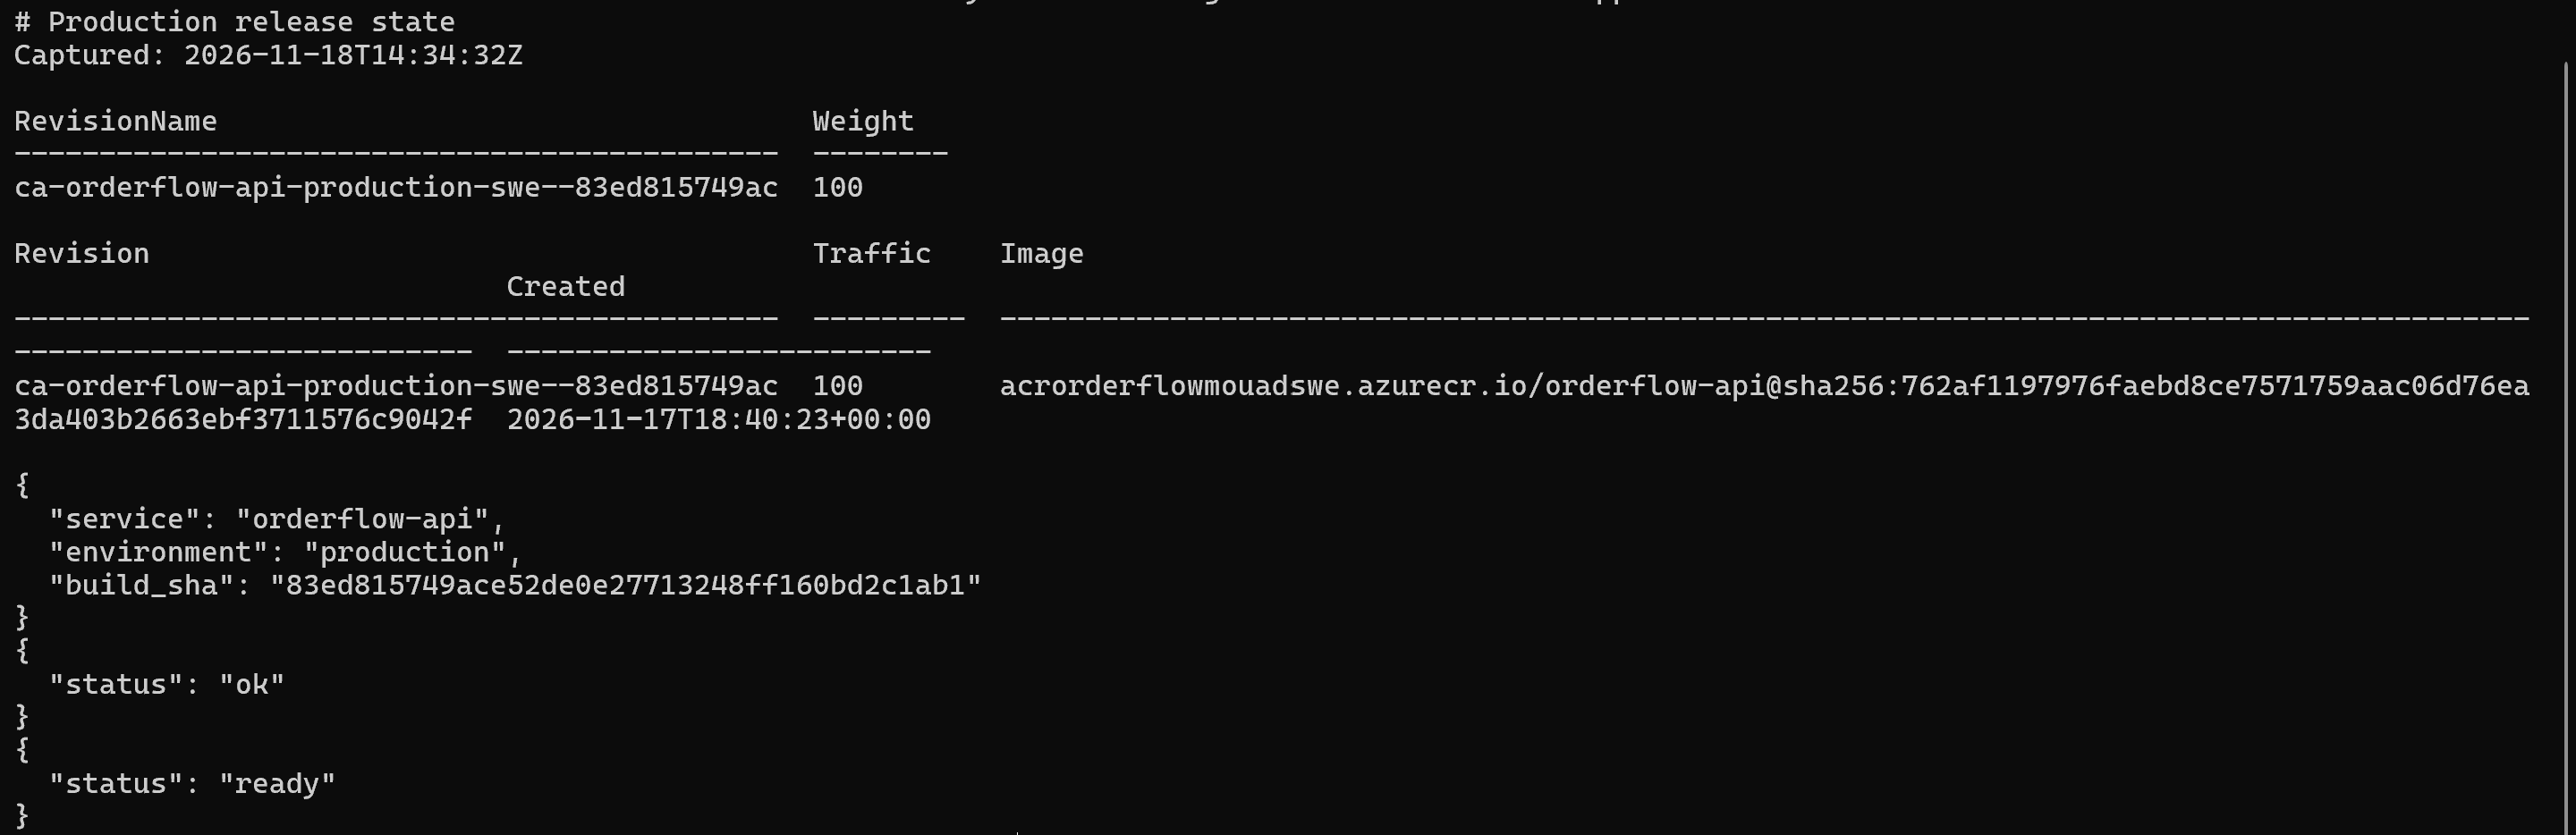 # Production release state
Captured: 2026-11-18T14:34:32Z
RevisionName                                   Weight
---------------------------------------------  --------
ca-orderflow-api-production-swe--83ed815749ac  100
Revision                                       Traffic    Image
                             Created
---------------------------------------------  ---------  ------------------------------------------------------------------------------------------
---------------------------  -------------------------
ca-orderflow-api-production-swe--83ed815749ac  100        acrorderflowmouadswe.azurecr.io/orderflow-api@sha256:762af1197976faebd8ce7571759aac06d76ea
3da403b2663ebf3711576c9042f  2026-11-17T18:40:23+00:00
{
  "service": "orderflow-api",
  "environment": "production",
  "build_sha": "83ed815749ace52de0e27713248ff160bd2c1ab1"
}
{
  "status": "ok"
}
{
  "status": "ready"
}